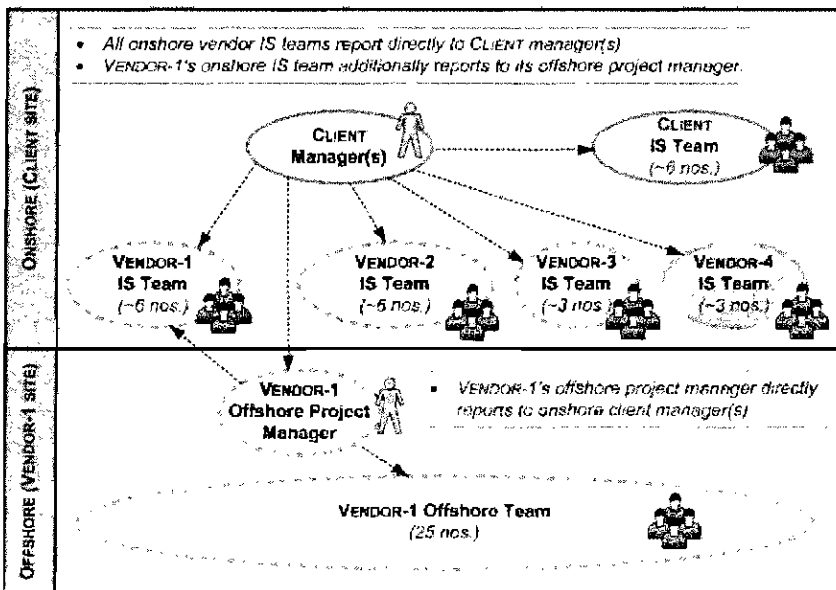 • All onshore vendor IS teams report directly to CLIENT manager(s)
• VENDOR-1's onshore IS team additionally reports to its offshore project manager.
ONSHORE (CLIENT SITE)
CLIENT
Manager(s)
CLIENT
IS Team
(~6 nos.)
VENDOR-1
IS Team
(~6 nos.)
VENDOR-2
IS Team
(~6 nos.)
VENDOR-3
IS Team
(~3 nos.)
VENDOR-4
IS Team
(~3 nos.)
OFFSHORE (VENDOR-1 SITE)
VENDOR-1
Offshore Project
Manager
• VENDOR-1's offshore project manager directly
reports to onshore client manager(s)
VENDOR-1 Offshore Team
(25 nos.)